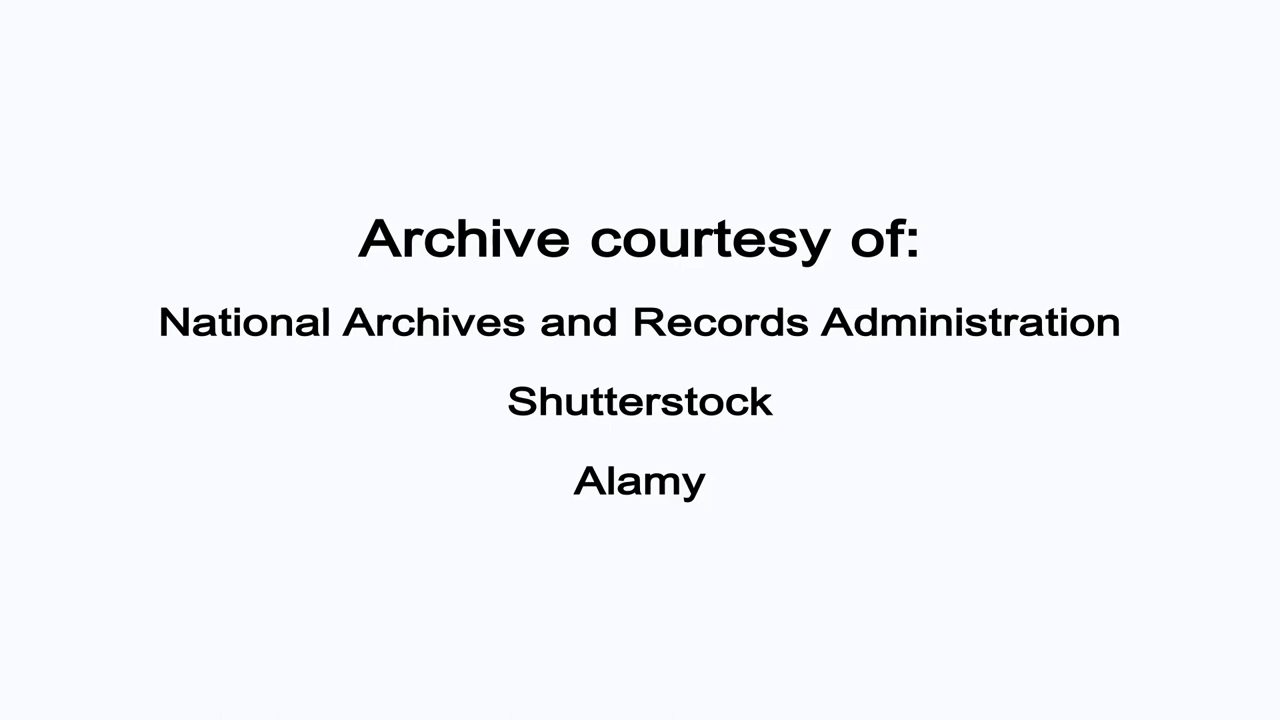 Archive courtesy of:
National Archives and Records Administration
Shutterstock
Alamy